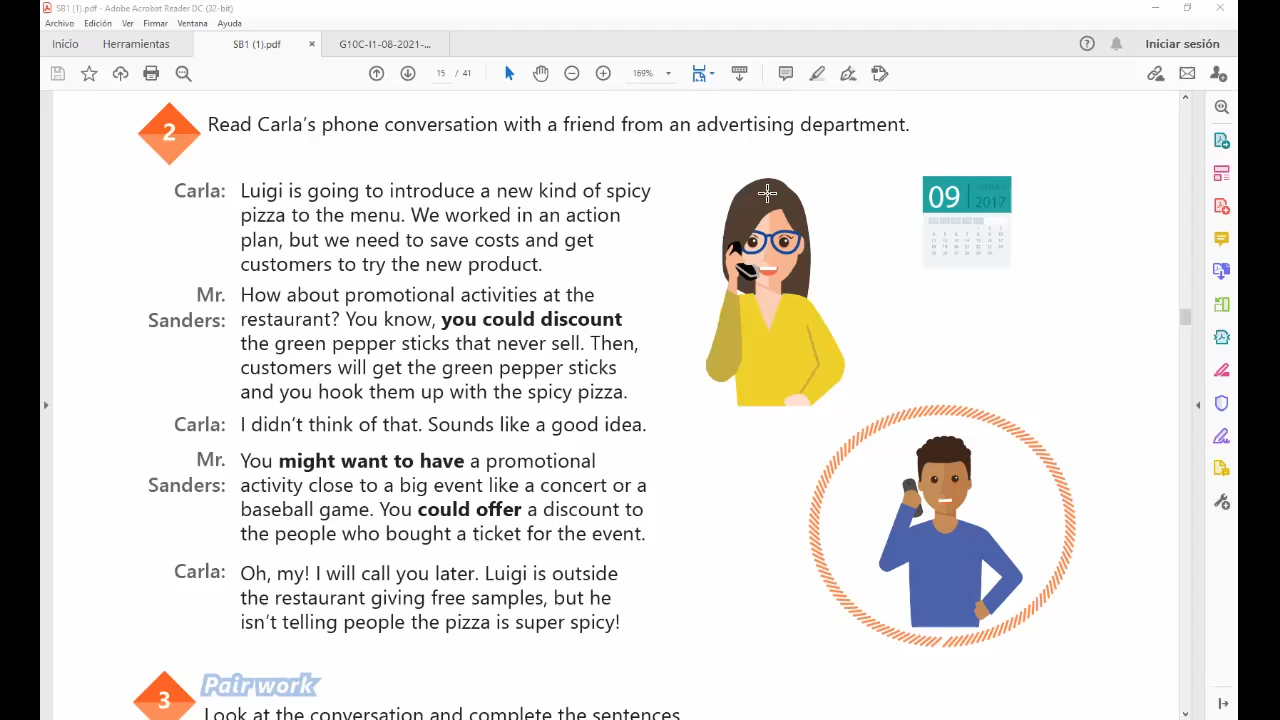 SB1 (1).pdf - Adobe Acrobat Reader DC (32-bit)
Archivo Edición Ver Firmar Ventana Ayuda
Inicio Herramientas SB1 (1).pdf × G10C-I1-08-2021-... Iniciar sesión
15 / 41 169%
2 Read Carla's phone conversation with a friend from an advertising department.
Carla: Luigi is going to introduce a new kind of spicy
pizza to the menu. We worked in an action
plan, but we need to save costs and get
customers to try the new product.
Mr. How about promotional activities at the
Sanders: restaurant? You know, you could discount
the green pepper sticks that never sell. Then,
customers will get the green pepper sticks
and you hook them up with the spicy pizza.
Carla: I didn't think of that. Sounds like a good idea.
Mr. You might want to have a promotional
Sanders: activity close to a big event like a concert or a
baseball game. You could offer a discount to
the people who bought a ticket for the event.
Carla: Oh, my! I will call you later. Luigi is outside
the restaurant giving free samples, but he
isn't telling people the pizza is super spicy!
09 2017
3 Pair work
Look at the conversation and complete the sentences